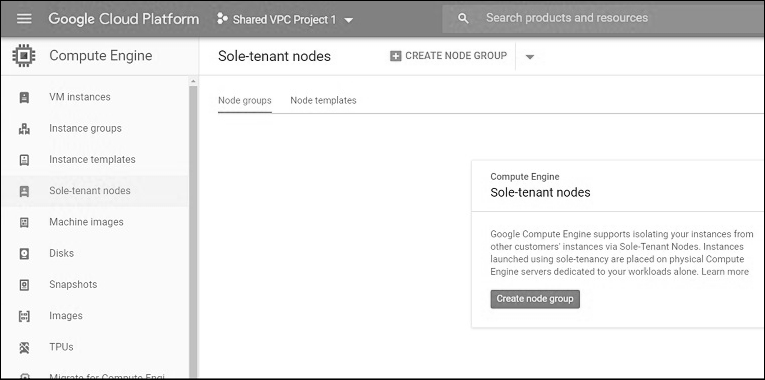 Google Cloud Platform
Shared VPC Project 1
Search products and resources
Compute Engine
Sole-tenant nodes
CREATE NODE GROUP
VM instances
Instance groups
Instance templates
Sole-tenant nodes
Machine images
Disks
Snapshots
Images
TPUs
Migrate for Compute Engi
Node groups
Node templates
Compute Engine
Sole-tenant nodes
Google Compute Engine supports isolating your instances from
other customers' instances via Sole-Tenant Nodes. Instances
launched using sole-tenancy are placed on physical Compute
Engine servers dedicated to your workloads alone. Learn more
Create node group